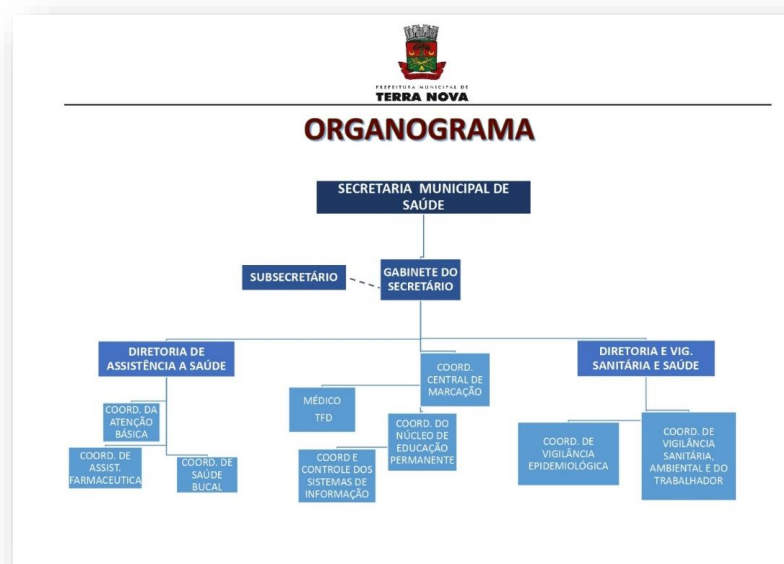 PREFEITURA MUNICIPAL DE
TERRA NOVA
ORGANOGRAMA
SECRETARIA MUNICIPAL DE
SAÚDE
SUBSECRETÁRIO
GABINETE DO
SECRETÁRIO
DIRETORIA DE
ASSISTÊNCIA A SAÚDE
COORD. DA
ATENÇÃO
BÁSICA
COORD. DE
ASSIST.
FARMACEUTICA
COORD. DE
SAÚDE
BUCAL
COORD.
CENTRAL DE
MARCAÇÃO
MÉDICO
TFD
COORD. DO
NÚCLEO DE
EDUCAÇÃO
PERMANENTE
COORD E
CONTROLE DOS
SISTEMAS DE
INFORMAÇÃO
DIRETORIA E VIG.
SANITÁRIA E SAÚDE
COORD. DE
VIGILÂNCIA
EPIDEMIOLÓGICA
COORD. DE
VIGILÂNCIA
SANITÁRIA,
AMBIENTAL E DO
TRABALHADOR